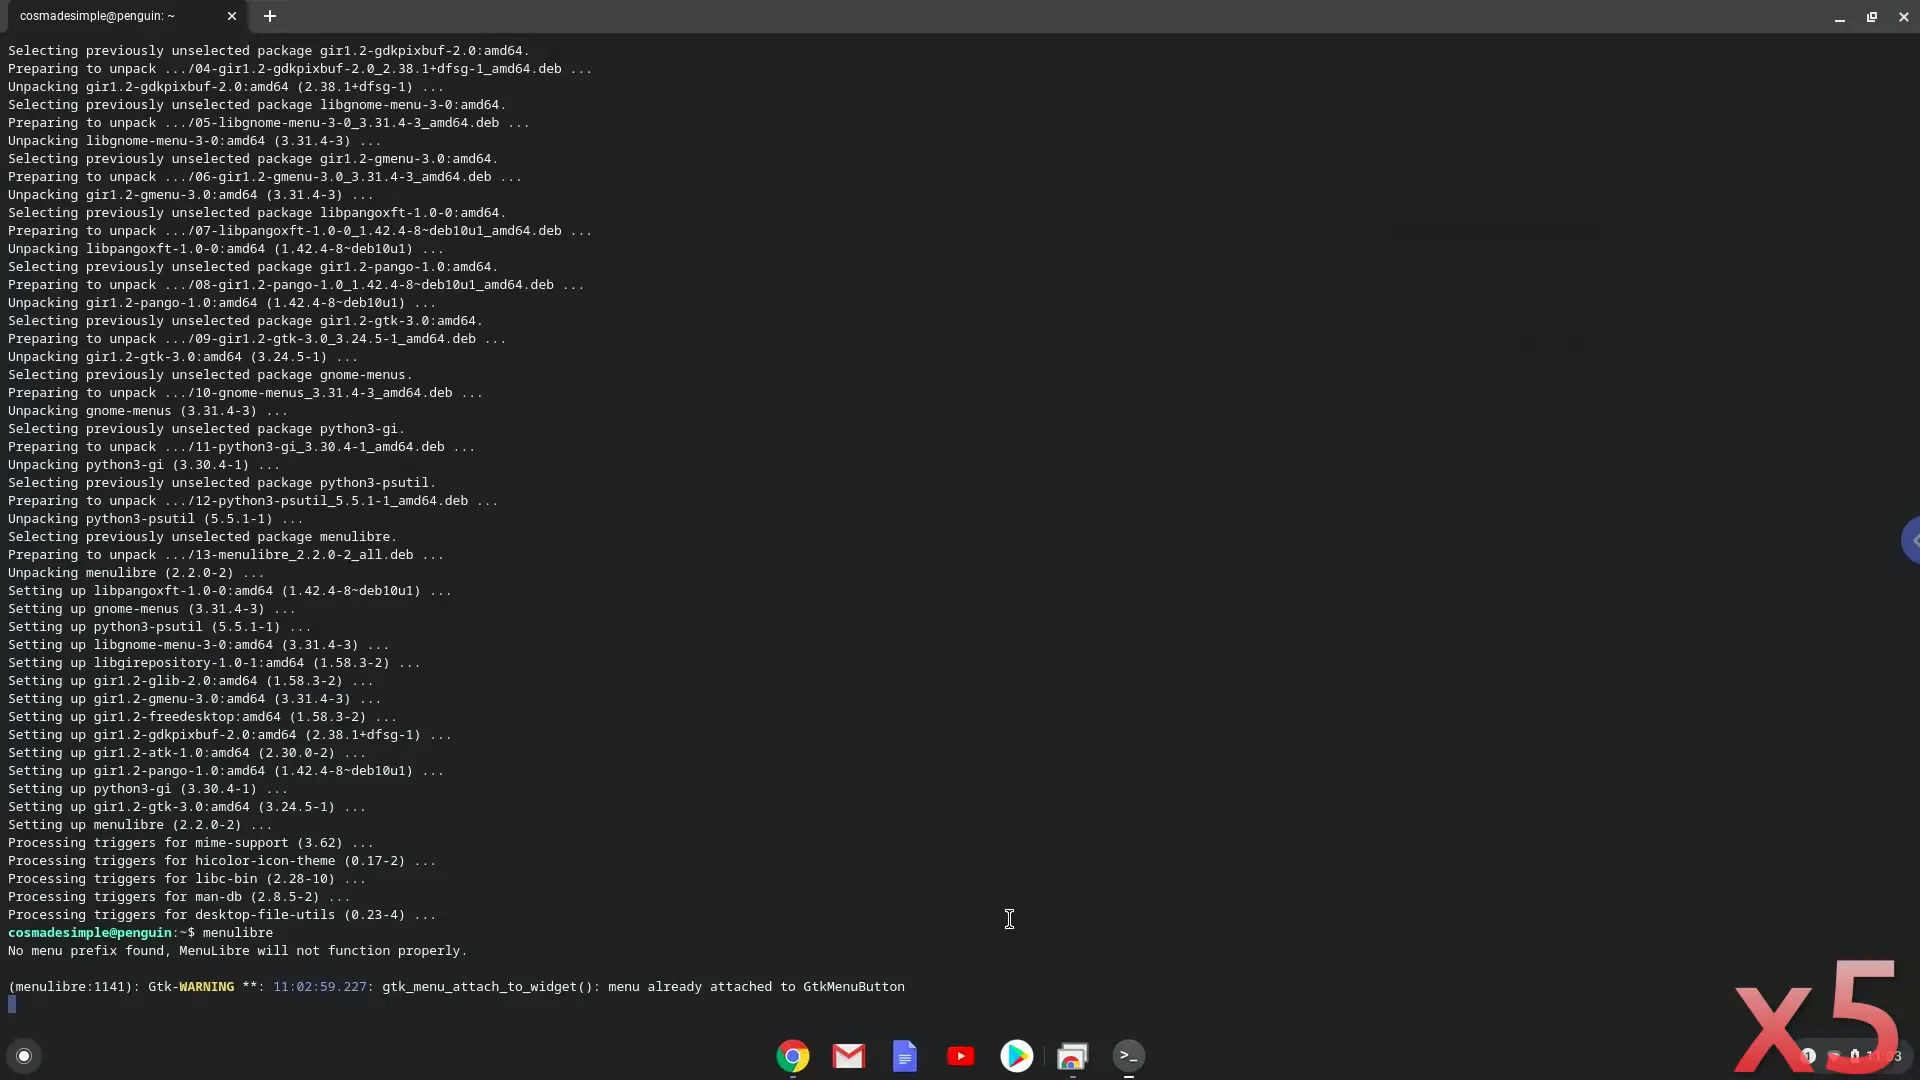 cosmadesimple@penguin: ~
Selecting previously unselected package gir1.2-gdkpixbuf-2.0:amd64.
Preparing to unpack .../04-gir1.2-gdkpixbuf-2.0_2.38.1+dfsg-1_amd64.deb ...
Unpacking gir1.2-gdkpixbuf-2.0:amd64 (2.38.1+dfsg-1) ...
Selecting previously unselected package libgnome-menu-3-0:amd64.
Preparing to unpack .../05-libgnome-menu-3-0_3.31.4-3_amd64.deb ...
Unpacking libgnome-menu-3-0:amd64 (3.31.4-3) ...
Selecting previously unselected package gir1.2-gmenu-3.0:amd64.
Preparing to unpack .../06-gir1.2-gmenu-3.0_3.31.4-3_amd64.deb ...
Unpacking gir1.2-gmenu-3.0:amd64 (3.31.4-3) ...
Selecting previously unselected package libpangoxft-1.0-0:amd64.
Preparing to unpack .../07-libpangoxft-1.0-0_1.42.4-8~deb10u1_amd64.deb ...
Unpacking libpangoxft-1.0-0:amd64 (1.42.4-8~deb10u1) ...
Selecting previously unselected package gir1.2-pango-1.0:amd64.
Preparing to unpack .../08-gir1.2-pango-1.0_1.42.4-8~deb10u1_amd64.deb ...
Unpacking gir1.2-pango-1.0:amd64 (1.42.4-8~deb10u1) ...
Selecting previously unselected package gir1.2-gtk-3.0:amd64.
Preparing to unpack .../09-gir1.2-gtk-3.0_3.24.5-1_amd64.deb ...
Unpacking gir1.2-gtk-3.0:amd64 (3.24.5-1) ...
Selecting previously unselected package gnome-menus.
Preparing to unpack .../10-gnome-menus_3.31.4-3_amd64.deb ...
Unpacking gnome-menus (3.31.4-3) ...
Selecting previously unselected package python3-gi.
Preparing to unpack .../11-python3-gi_3.30.4-1_amd64.deb ...
Unpacking python3-gi (3.30.4-1) ...
Selecting previously unselected package python3-psutil.
Preparing to unpack .../12-python3-psutil_5.5.1-1_amd64.deb ...
Unpacking python3-psutil (5.5.1-1) ...
Selecting previously unselected package menulibre.
Preparing to unpack .../13-menulibre_2.2.0-2_all.deb ...
Unpacking menulibre (2.2.0-2) ...
Setting up libpangoxft-1.0-0:amd64 (1.42.4-8~deb10u1) ...
Setting up gnome-menus (3.31.4-3) ...
Setting up python3-psutil (5.5.1-1) ...
Setting up libgnome-menu-3-0:amd64 (3.31.4-3) ...
Setting up libgirepository-1.0-1:amd64 (1.58.3-2) ...
Setting up gir1.2-glib-2.0:amd64 (1.58.3-2) ...
Setting up gir1.2-gmenu-3.0:amd64 (3.31.4-3) ...
Setting up gir1.2-freedesktop:amd64 (1.58.3-2) ...
Setting up gir1.2-gdkpixbuf-2.0:amd64 (2.38.1+dfsg-1) ...
Setting up gir1.2-atk-1.0:amd64 (2.30.0-2) ...
Setting up gir1.2-pango-1.0:amd64 (1.42.4-8~deb10u1) ...
Setting up python3-gi (3.30.4-1) ...
Setting up gir1.2-gtk-3.0:amd64 (3.24.5-1) ...
Setting up menulibre (2.2.0-2) ...
Processing triggers for mime-support (3.62) ...
Processing triggers for hicolor-icon-theme (0.17-2) ...
Processing triggers for libc-bin (2.28-10) ...
Processing triggers for man-db (2.8.5-2) ...
Processing triggers for desktop-file-utils (0.23-4) ...
cosmadesimple@penguin:~$ menulibre
No menu prefix found, MenuLibre will not function properly.
(menulibre:1141): Gtk-WARNING **: 11:02:59.227: gtk_menu_attach_to_widget(): menu already attached to GtkMenuButton
x5
1